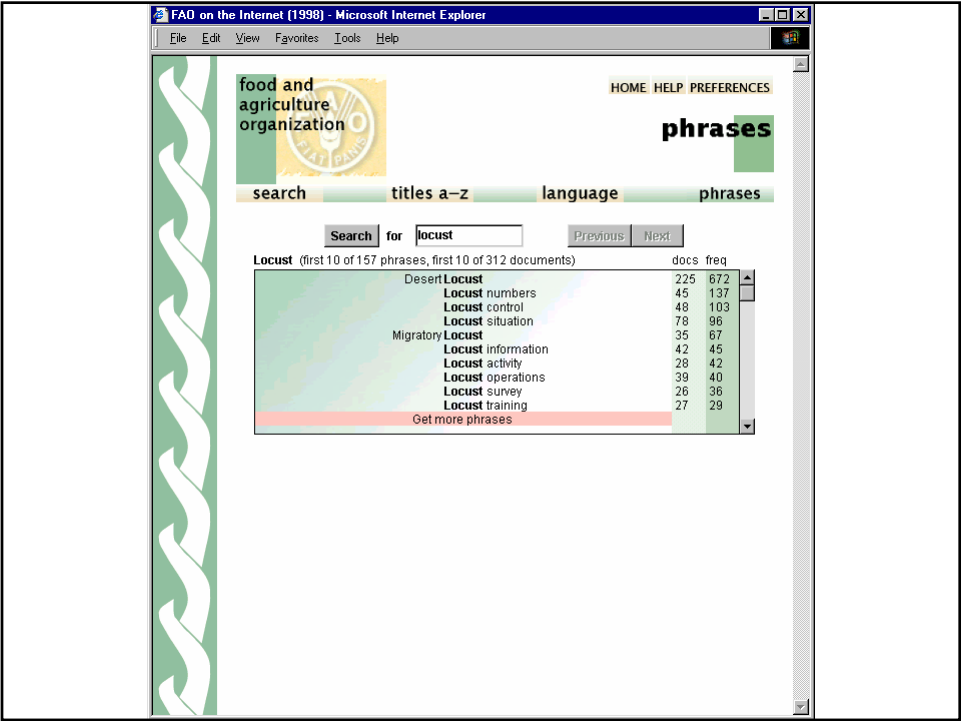 FAO on the Internet (1998) - Microsoft Internet Explorer
File Edit View Favorites Tools Help
food and
agriculture
organization
FIAT PANIS
HOME HELP PREFERENCES
phrases
search titles a–z language phrases
Search for locust Previous Next
Locust (first 10 of 157 phrases, first 10 of 312 documents) docs freq
Desert Locust 225 672
Locust numbers 45 137
Locust control 48 103
Locust situation 78 96
Migratory Locust 35 67
Locust information 42 45
Locust activity 28 42
Locust operations 39 40
Locust survey 26 36
Locust training 27 29
Get more phrases